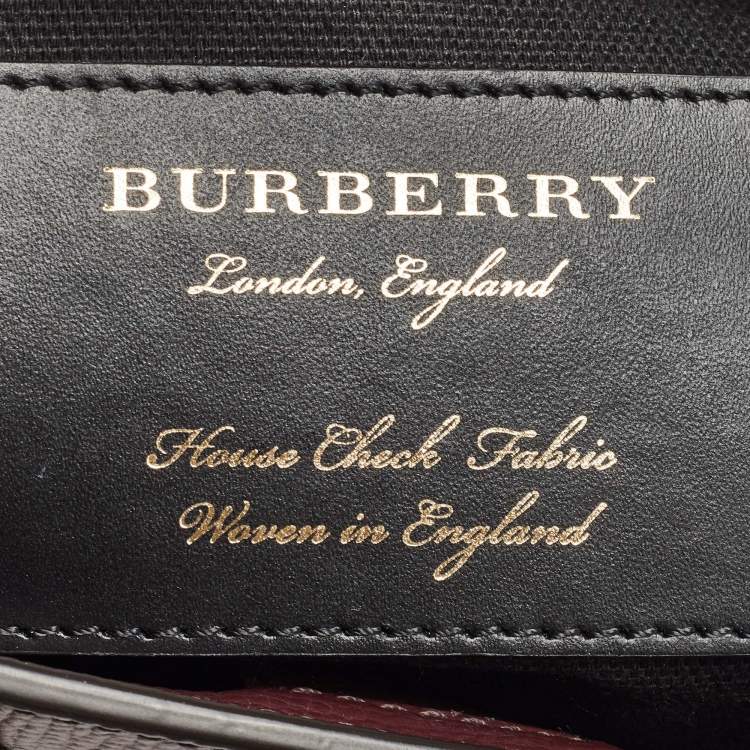 BURBERRY
London, England
House Check Fabric
Woven in England